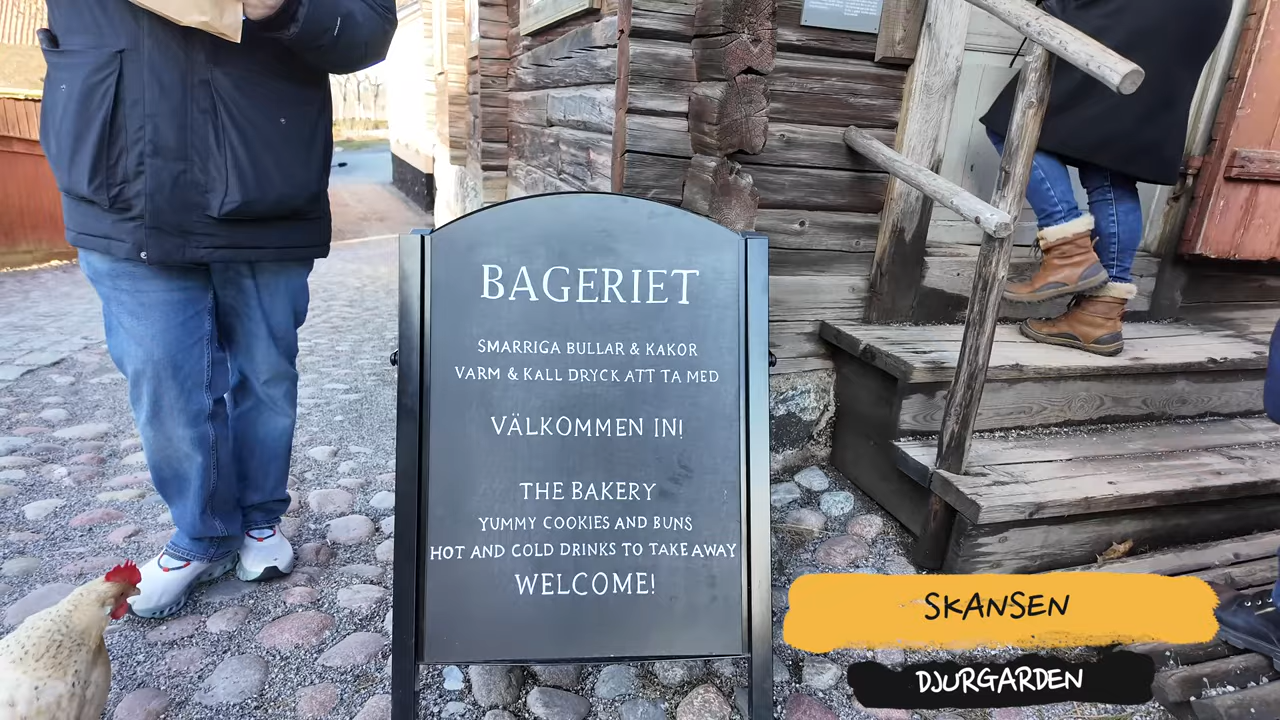 BAGERIET
SMARRIGA BULLAR & KAKOR
VARM & KALL DRYCK ATT TA MED
VÄLKOMMEN IN!
THE BAKERY
YUMMY COOKIES AND BUNS
HOT AND COLD DRINKS TO TAKE AWAY
WELCOME!
SKANSEN
DJURGARDEN